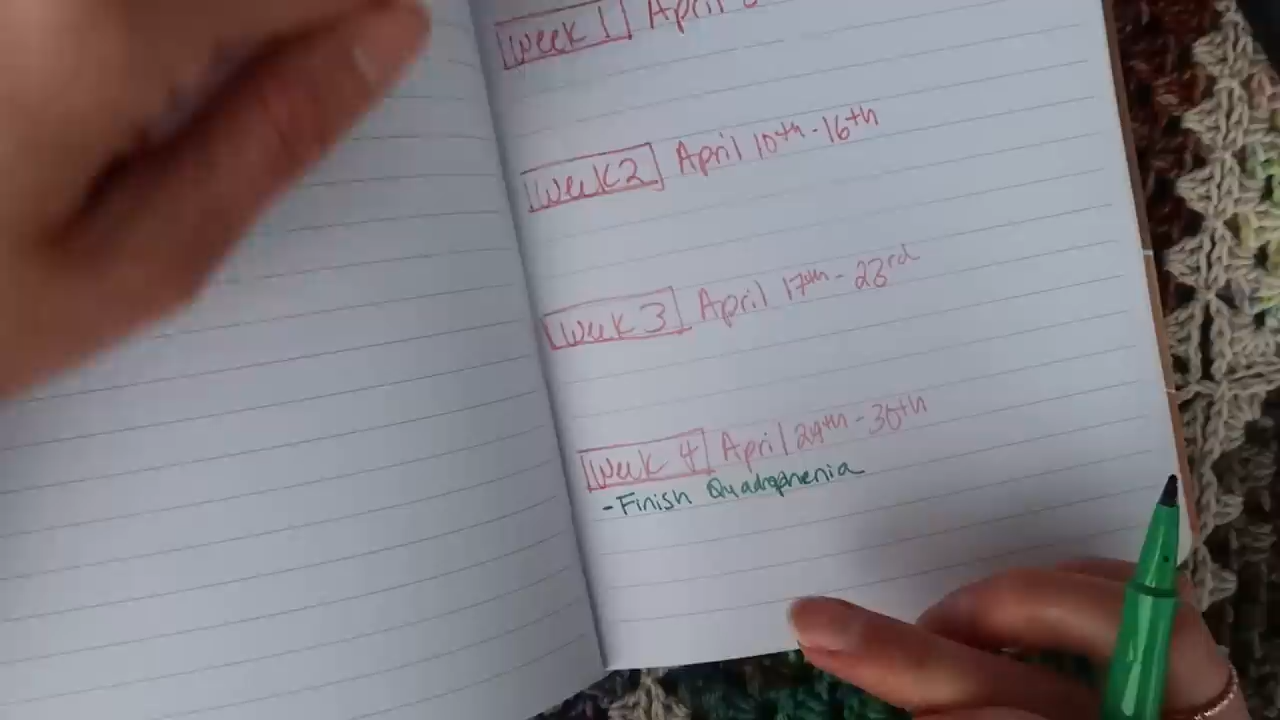 Week 1 April
Week 2 April 10th - 16th
Week 3 April 17th - 23rd
Week 4 April 24th - 30th
- Finish Quadrophenia